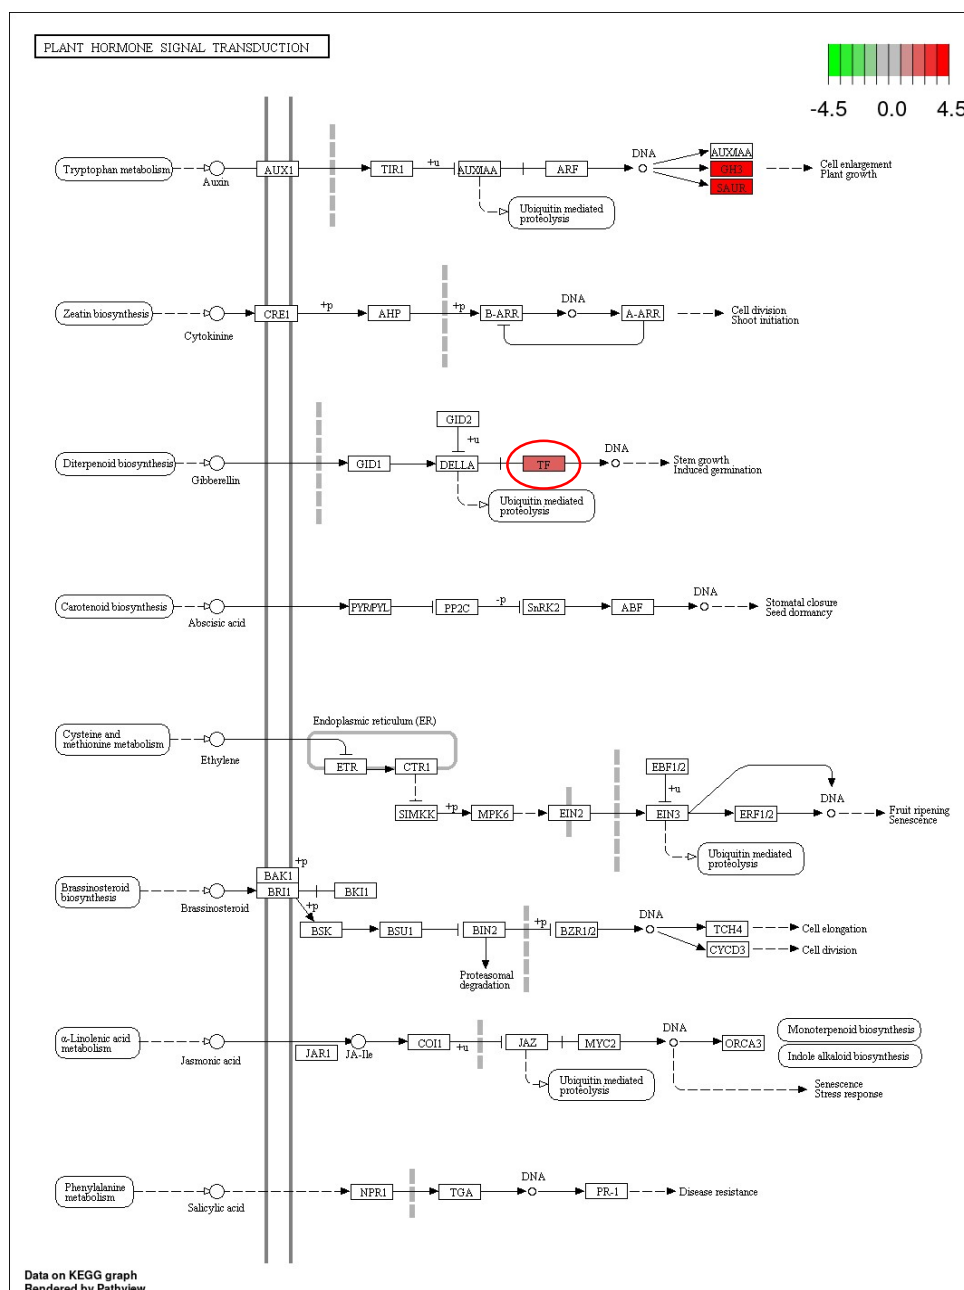 PLANT HORMONE SIGNAL TRANSDUCTION
-4.5 0.0 4.5
Tryptophan metabolism
Auxin
AUX1
TIR1
+u
AUX/IAA
ARF
DNA
AUX/IAA
GH3
SAUR
Cell enlargement
Plant growth
Ubiquitin mediated
proteolysis
Zeatin biosynthesis
Cytokinine
CRE1
+p
AHP
+p
B-ARR
DNA
A-ARR
Cell division
Shoot initiation
GID2
+u
Diterpenoid biosynthesis
Gibberellin
GID1
DELLA
TF
DNA
Stem growth
Induced germination
Ubiquitin mediated
proteolysis
Carotenoid biosynthesis
Abscisic acid
PYR/PYL
PP2C
-p
SnRK2
ABF
DNA
Stomatal closure
Seed dormancy
Cysteine and
methionine metabolism
Ethylene
Endoplasmic reticulum (ER)
ETR
CTR1
SIMKK
+p
MPK6
EIN2
EBF1/2
+u
EIN3
ERF1/2
DNA
Fruit ripening
Senescence
Ubiquitin mediated
proteolysis
Brassinosteroid
biosynthesis
Brassinosteroid
BAK1
+p
BRI1
BKI1
+p
BSK
BSU1
BIN2
+p
BZR1/2
DNA
TCH4
Cell elongation
CYCD3
Cell division
Proteasomal
degradation
α-Linolenic acid
metabolism
Jasmonic acid
JAR1
JA-Ile
COI1
+u
JAZ
MYC2
DNA
ORCA3
Monoterpenoid biosynthesis
Indole alkaloid biosynthesis
Ubiquitin mediated
proteolysis
Senescence
Stress response
Phenylalanine
metabolism
Salicylic acid
NPR1
TGA
DNA
PR-1
Disease resistance
Data on KEGG graph
Rendered by Pathview